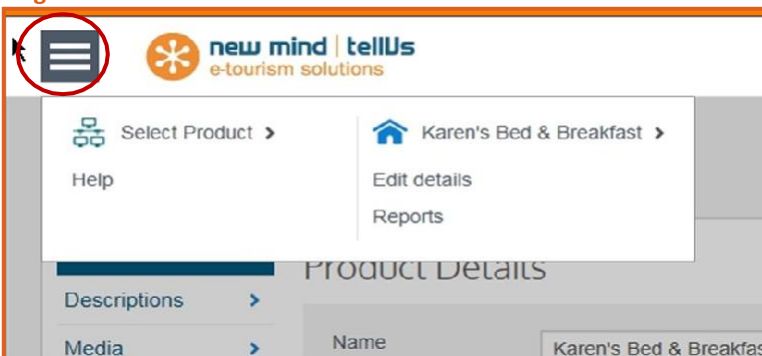 new mind | tellUs
e-tourism solutions
Select Product >
Help
Karen's Bed & Breakfast >
Edit details
Reports
Product Details
Descriptions >
Media >
Name
Karen's Bed & Breakfas